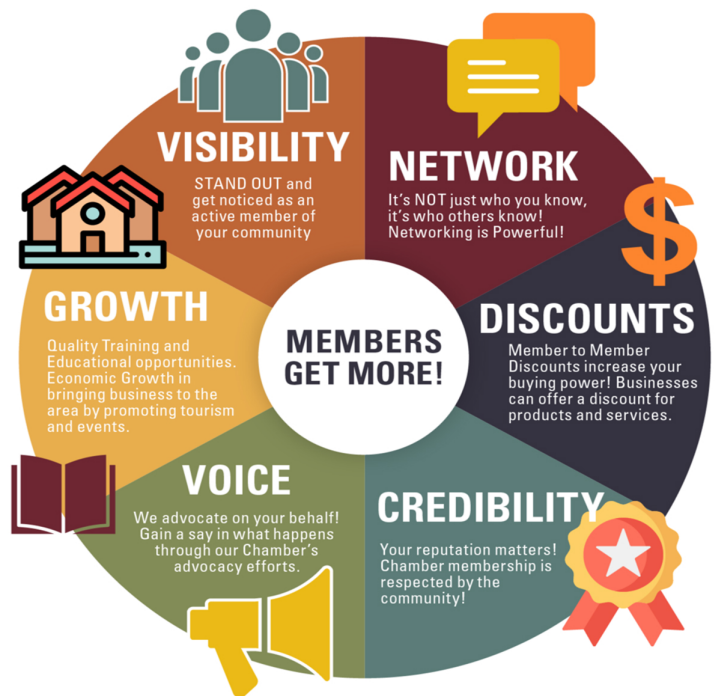 VISIBILITY
STAND OUT and
get noticed as an
active member of
your community
NETWORK
It's NOT just who you know,
it's who others know!
Networking is Powerful!
$
DISCOUNTS
Member to Member
Discounts increase your
buying power! Businesses
can offer a discount for
products and services.
CREDIBILITY
Your reputation matters!
Chamber membership is
respected by the
community!
VOICE
We advocate on your behalf!
Gain a say in what happens
through our Chamber's
advocacy efforts.
GROWTH
Quality Training and
Educational opportunities.
Economic Growth in
bringing business to the
area by promoting tourism
and events.
MEMBERS
GET MORE!